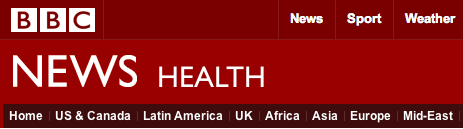 BBC News Sport Weather
NEWS HEALTH
Home US & Canada Latin America UK Africa Asia Europe Mid-East